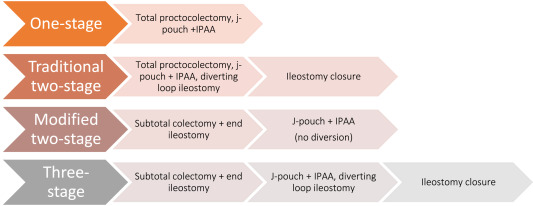 One-stage
Total proctocolectomy, j-
pouch +IPAA
Traditional
two-stage
Total proctocolectomy, j-
pouch + IPAA, diverting
loop ileostomy
Ileostomy closure
Modified
two-stage
Subtotal colectomy + end
ileostomy
J-pouch + IPAA
(no diversion)
Three-
stage
Subtotal colectomy + end
ileostomy
J-pouch + IPAA, diverting
loop ileostomy
Ileostomy closure